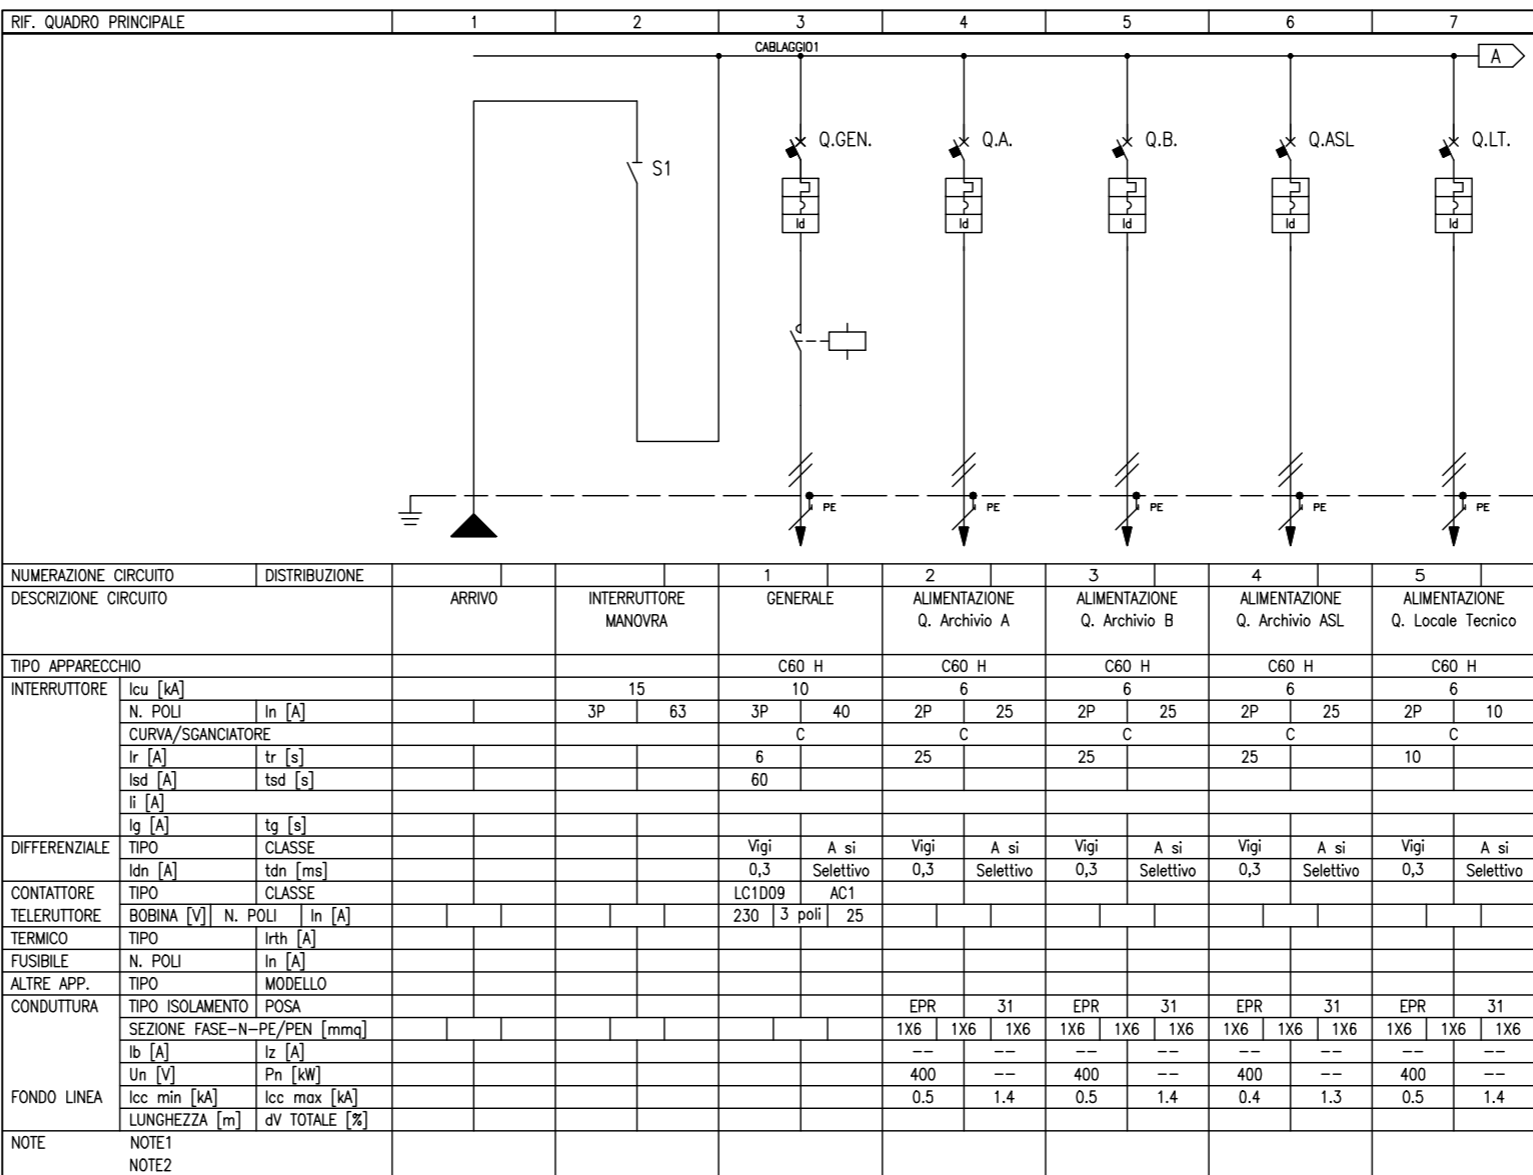 RIF. QUADRO PRINCIPALE 1 2 3 4 5 6 7
CABLAGGIO1
A
Q.GEN. Q.A. Q.B. Q.ASL Q.LT.
S1
Id Id Id Id Id
PE PE PE PE PE
NUMERAZIONE CIRCUITO DISTRIBUZIONE 1 2 3 4 5
DESCRIZIONE CIRCUITO ARRIVO INTERRUTTORE GENERALE ALIMENTAZIONE ALIMENTAZIONE ALIMENTAZIONE ALIMENTAZIONE
MANOVRA Q. Archivio A Q. Archivio B Q. Archivio ASL Q. Locale Tecnico
TIPO APPARECCHIO C60 H C60 H C60 H C60 H C60 H
INTERRUTTORE Icu [kA] 15 10 6 6 6 6
N. POLI In [A] 3P 63 3P 40 2P 25 2P 25 2P 25 2P 10
CURVA/SGANCIATORE C C C C C
Ir [A] tr [s] 6 25 25 25 10
Isd [A] tsd [s] 60
Ii [A]
Ig [A] tg [s]
DIFFERENZIALE TIPO CLASSE Vigi A si Vigi A si Vigi A si Vigi A si Vigi A si
Idn [A] tdn [ms] 0,3 Selettivo 0,3 Selettivo 0,3 Selettivo 0,3 Selettivo 0,3 Selettivo
CONTATTORE TIPO CLASSE LC1D09 AC1
TELERUTTORE BOBINA [V] N. POLI In [A] 230 3 poli 25
TERMICO TIPO Irth [A]
FUSIBILE N. POLI In [A]
ALTRE APP. TIPO MODELLO
CONDUTTURA TIPO ISOLAMENTO POSA EPR 31 EPR 31 EPR 31 EPR 31
SEZIONE FASE-N-PE/PEN [mmq] 1X6 1X6 1X6 1X6 1X6 1X6 1X6 1X6 1X6 1X6 1X6 1X6
Ib [A] Iz [A] -- -- -- -- -- -- -- --
Un [V] Pn [kW] 400 -- 400 -- 400 -- 400 --
FONDO LINEA Icc min [kA] Icc max [kA] 0.5 1.4 0.5 1.4 0.4 1.3 0.5 1.4
LUNGHEZZA [m] dV TOTALE [%]
NOTE NOTE1
NOTE2